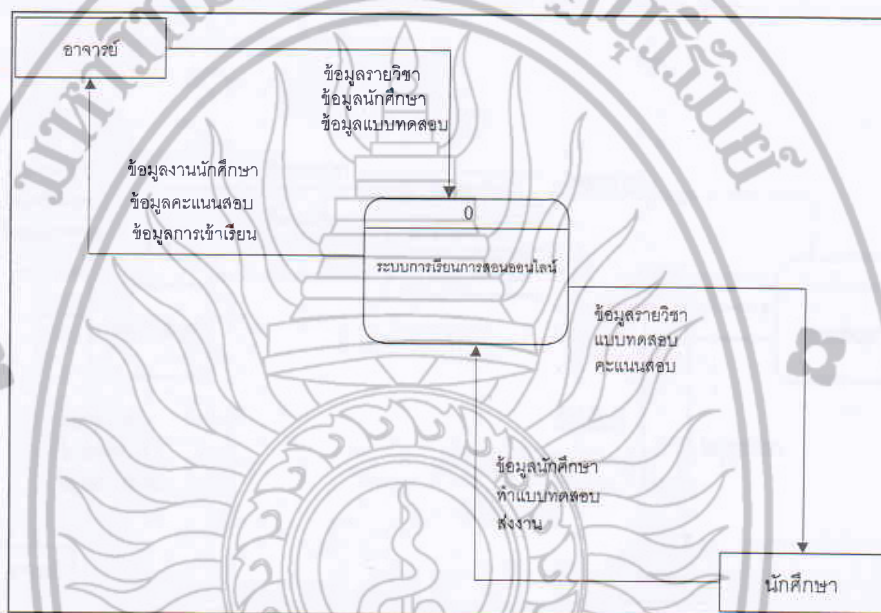 อาจารย์
ข้อมูลรายวิชา
ข้อมูลนักศึกษา
ข้อมูลแบบทดสอบ
ข้อมูลงานนักศึกษา
ข้อมูลคะแนนสอบ
ข้อมูลการเข้าเรียน
0
ระบบการเรียนการสอนออนไลน์
ข้อมูลรายวิชา
แบบทดสอบ
คะแนนสอบ
ข้อมูลนักศึกษา
ทำแบบทดสอบ
ส่งงาน
นักศึกษา